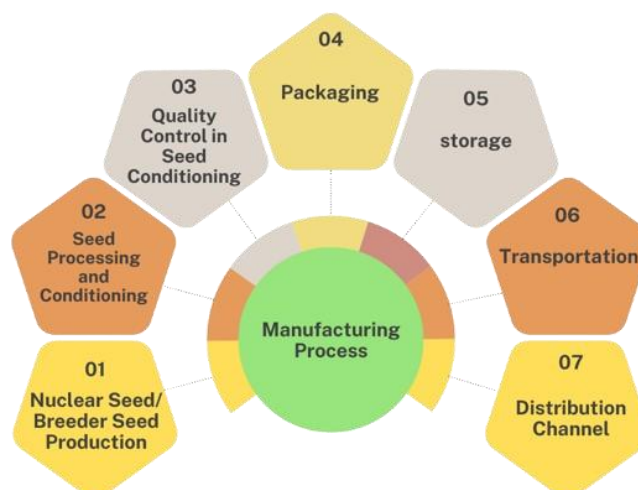 01
Nuclear Seed/
Breeder Seed
Production
02
Seed
Processing
and
Conditioning
03
Quality
Control in
Seed
Conditioning
04
Packaging
05
storage
06
Transportation
07
Distribution
Channel
Manufacturing
Process